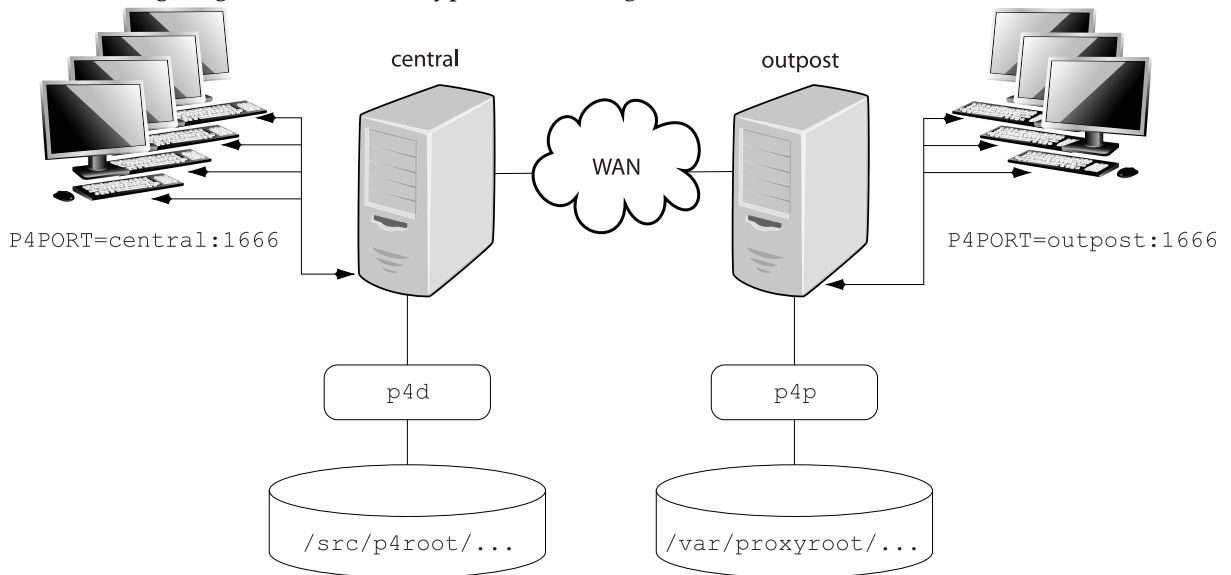 central
outpost
WAN
P4PORT=central:1666
P4PORT=outpost:1666
p4d
p4p
/src/p4root/...
/var/proxyroot/...